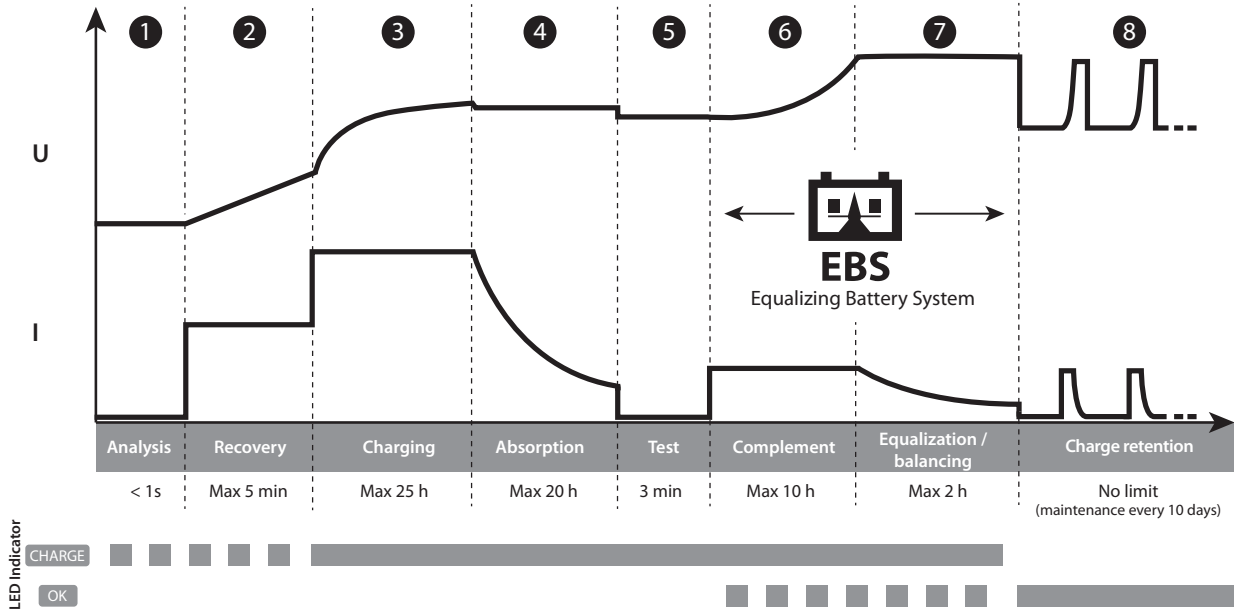 1 2 3 4 5 6 7 8
U
EBS
Equalizing Battery System
I
Analysis Recovery Charging Absorption Test Complement Equalization / balancing Charge retention
< 1s Max 5 min Max 25 h Max 20 h 3 min Max 10 h Max 2 h No limit
(maintenance every 10 days)
LED Indicator
CHARGE
OK